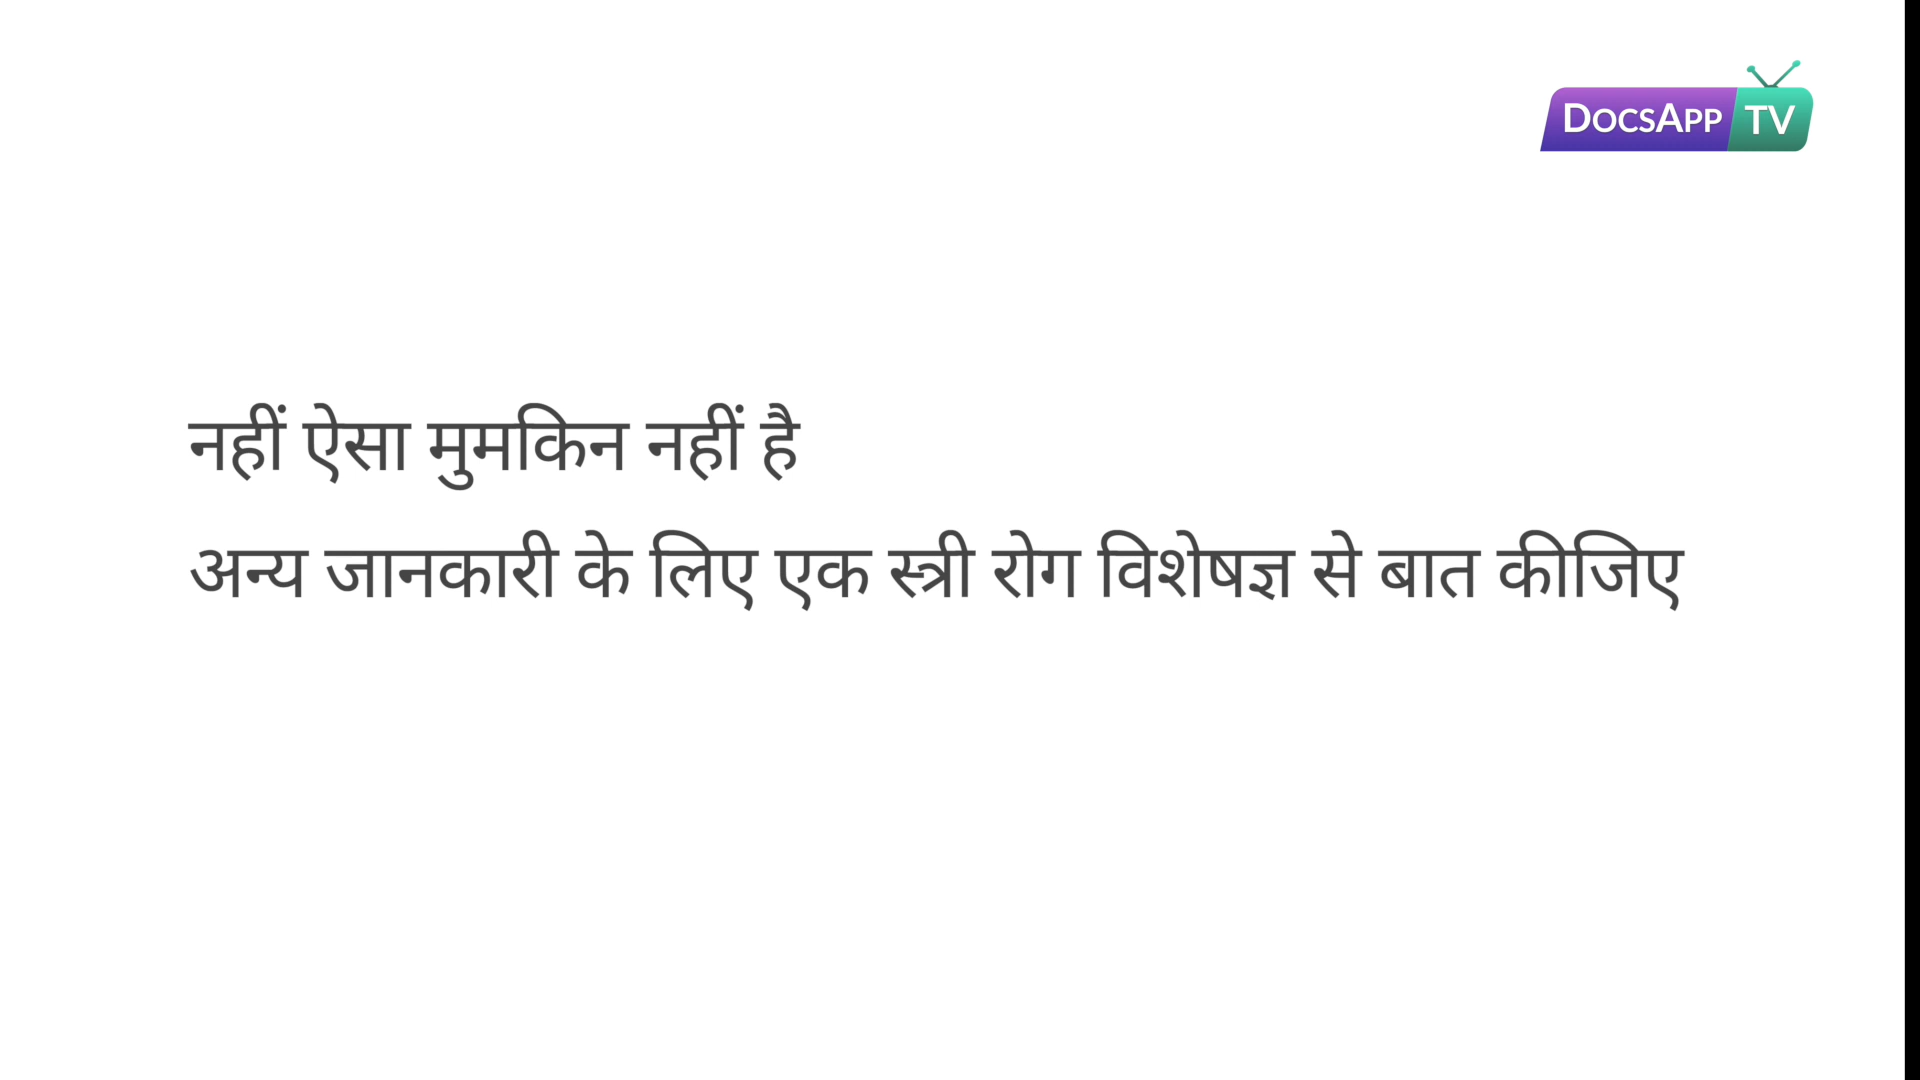 DOCSAPP TV
नहीं ऐसा मुमकिन नहीं है
अन्य जानकारी के लिए एक स्त्री रोग विशेषज्ञ से बात कीजिए